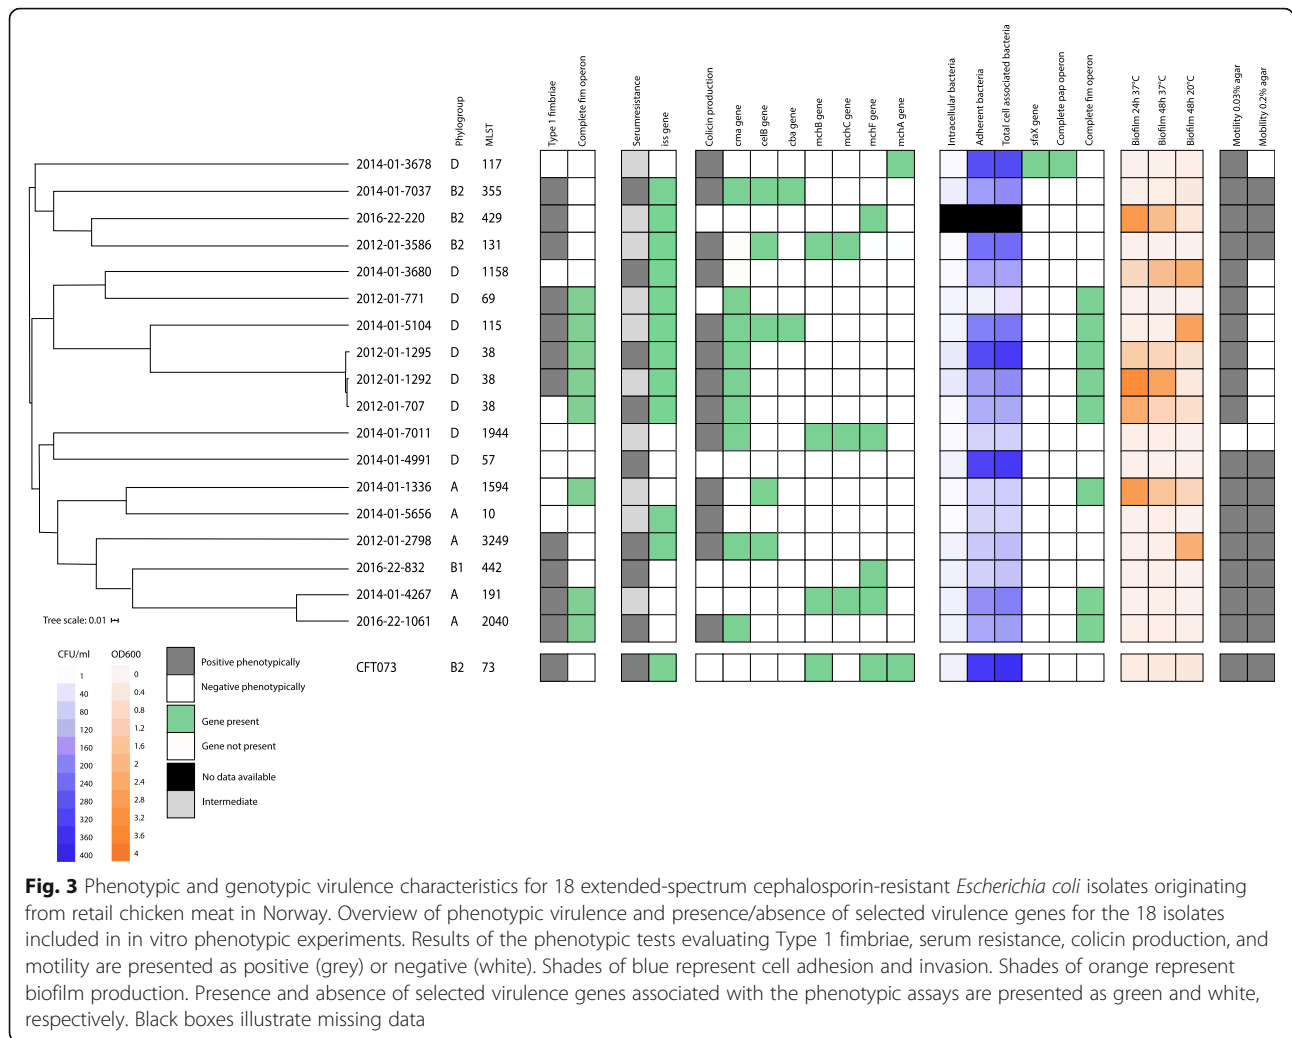 Phylogroup
MLST
Type 1 fimbriae
Complete fim operon
Serumresistance
iss gene
Colicin production
cma gene
celB gene
cba gene
mchB gene
mchC gene
mchF gene
mchA gene
Intracellular bacteria
Adherent bacteria
Total cell associated bacteria
sfaX gene
Complete pap operon
Complete fim operon
Biofilm 24h 37°C
Biofilm 48h 37°C
Biofilm 48h 20°C
Motility 0.03% agar
Mobility 0.2% agar
2014-01-3678 D 117
2014-01-7037 B2 355
2016-22-220 B2 429
2012-01-3586 B2 131
2014-01-3680 D 1158
2012-01-771 D 69
2014-01-5104 D 115
2012-01-1295 D 38
2012-01-1292 D 38
2012-01-707 D 38
2014-01-7011 D 1944
2014-01-4991 D 57
2014-01-1336 A 1594
2014-01-5656 A 10
2012-01-2798 A 3249
2016-22-832 B1 442
2014-01-4267 A 191
2016-22-1061 A 2040
Tree scale: 0.01
CFT073 B2 73
CFU/ml
1
40
80
120
160
200
240
280
320
360
400
OD600
0
0.4
0.8
1.2
1.6
2
2.4
2.8
3.2
3.6
4
Positive phenotypically
Negative phenotypically
Gene present
Gene not present
No data available
Intermediate
Fig. 3 Phenotypic and genotypic virulence characteristics for 18 extended-spectrum cephalosporin-resistant Escherichia coli isolates originating
from retail chicken meat in Norway. Overview of phenotypic virulence and presence/absence of selected virulence genes for the 18 isolates
included in in vitro phenotypic experiments. Results of the phenotypic tests evaluating Type 1 fimbriae, serum resistance, colicin production, and
motility are presented as positive (grey) or negative (white). Shades of blue represent cell adhesion and invasion. Shades of orange represent
biofilm production. Presence and absence of selected virulence genes associated with the phenotypic assays are presented as green and white,
respectively. Black boxes illustrate missing data